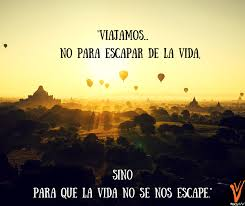 "VIAJAMOS...
NO PARA ESCAPAR DE LA VIDA,
SINO
PARA QUE LA VIDA NO SE NOS ESCAPE."